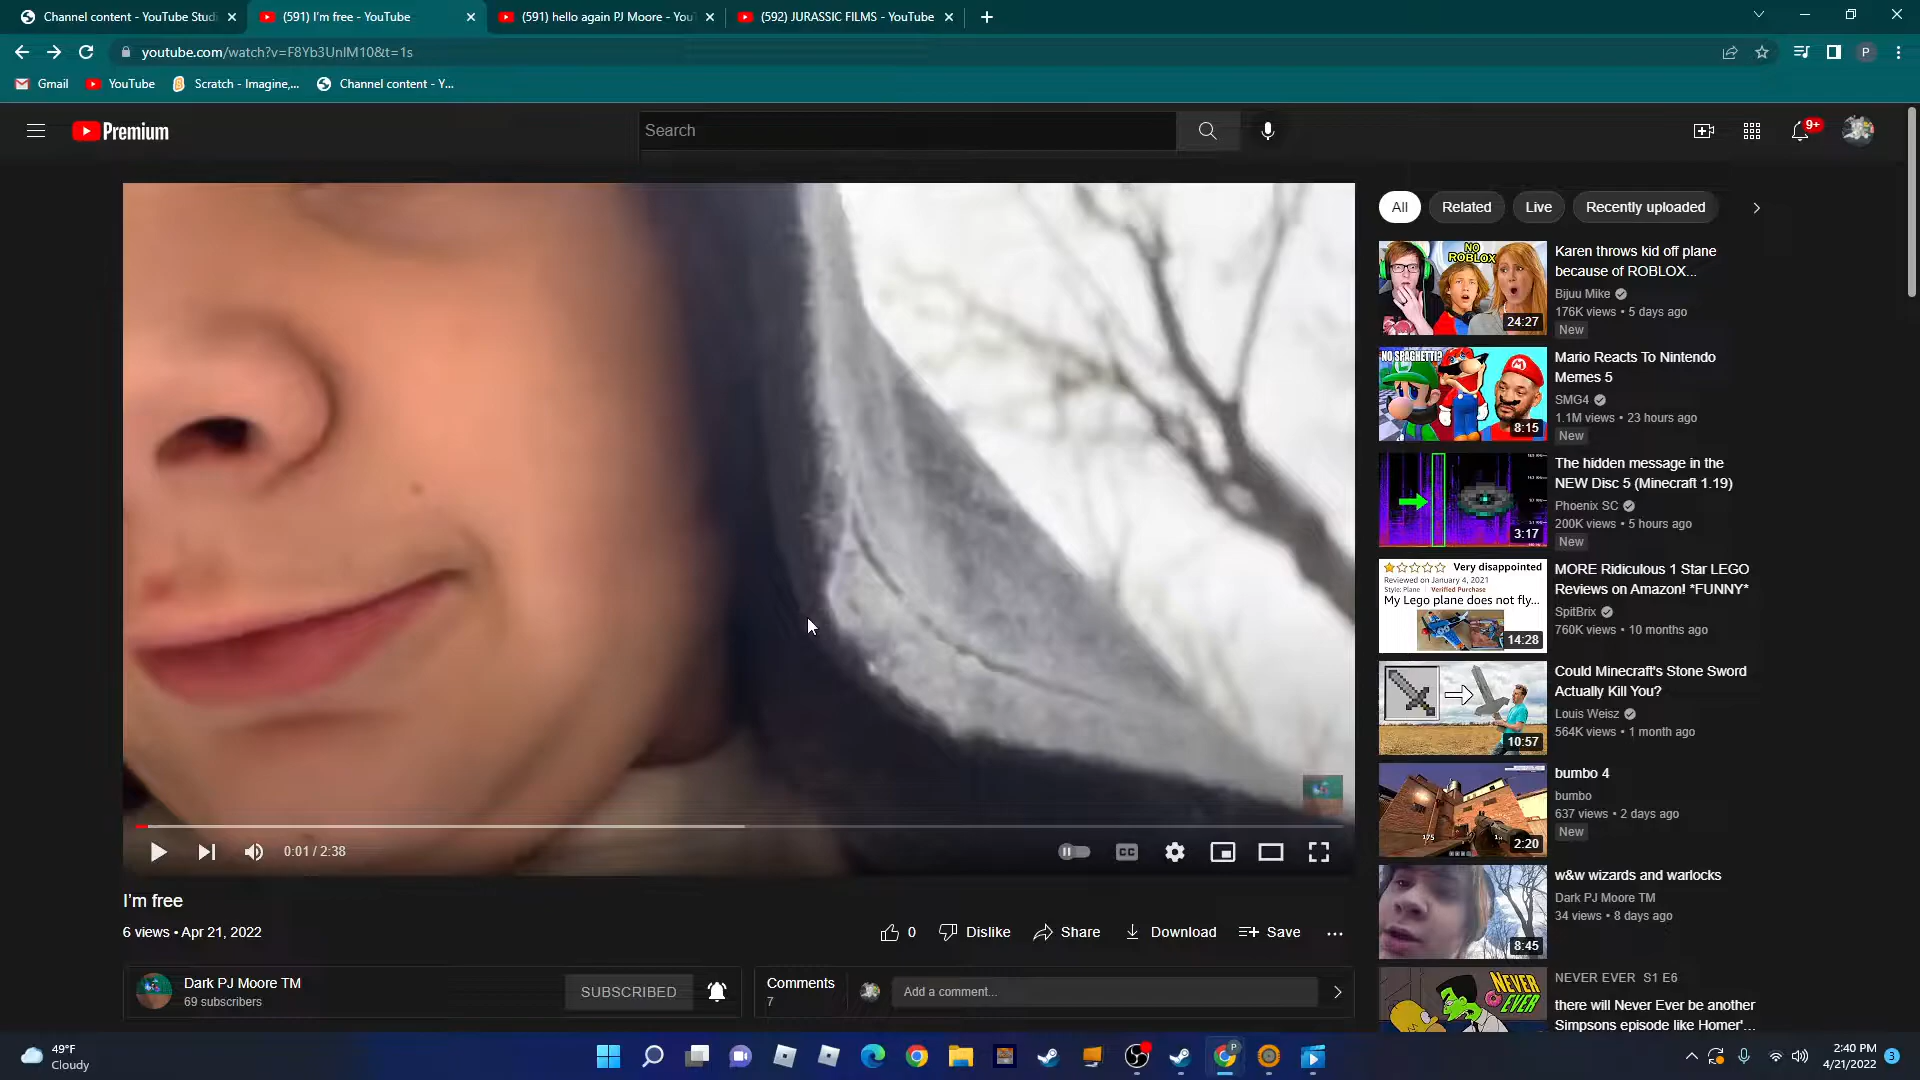 Channel content - YouTube Studi
(591) I'm free - YouTube
(591) hello again PJ Moore - You
(592) JURASSIC FILMS - YouTube
youtube.com/watch?v=F8Yb3UnIM10&t=1s
P
Gmail
YouTube
Scratch - Imagine,...
Channel content - Y...
Premium
Search
9+
All
Related
Live
Recently uploaded
NO ROBLOX
24:27
Karen throws kid off plane
because of ROBLOX...
Bijuu Mike
176K views • 5 days ago
New
NO SPAGHETTI?
8:15
Mario Reacts To Nintendo
Memes 5
SMG4
1.1M views • 23 hours ago
New
3:17
The hidden message in the
NEW Disc 5 (Minecraft 1.19)
Phoenix SC
200K views • 5 hours ago
New
Very disappointed
Reviewed on January 4, 2021
Style: Plane | Verified Purchase
My Lego plane does not fly...
14:28
MORE Ridiculous 1 Star LEGO
Reviews on Amazon! *FUNNY*
SpitBrix
760K views • 10 months ago
10:57
Could Minecraft's Stone Sword
Actually Kill You?
Louis Weisz
564K views • 1 month ago
175
2:20
bumbo 4
bumbo
637 views • 2 days ago
New
8:45
w&w wizards and warlocks
Dark PJ Moore TM
34 views • 8 days ago
NEVER EVER
NEVER EVER S1 E6
there will Never Ever be another
Simpsons episode like Homer'...
0:01 / 2:38
CC
I'm free
6 views • Apr 21, 2022
0
Dislike
Share
Download
Save
Dark PJ Moore TM
69 subscribers
SUBSCRIBED
Comments
7
Add a comment...
49°F
Cloudy
P
2:40 PM
4/21/2022
3